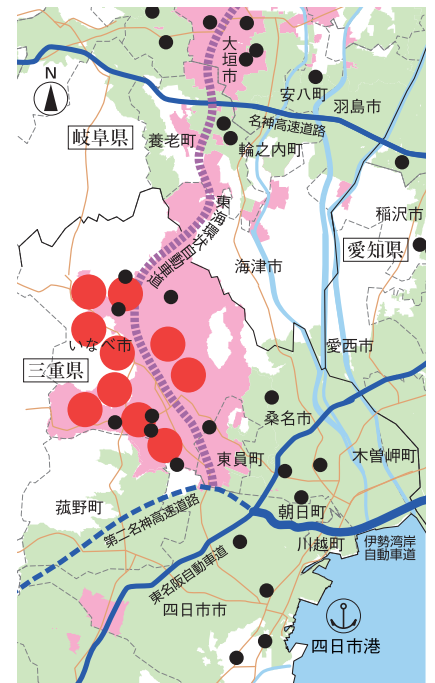 大垣市
安八町
羽島市
N
名神高速道路
岐阜県
養老町
輪之内町
稲沢市
東海環状自動車道
愛知県
海津市
いなべ市
愛西市
三重県
桑名市
東員町
木曽岬町
菰野町
第二名神高速道路
朝日町
川越町
伊勢湾岸
自動車道
東名阪自動車道
四日市市
四日市港